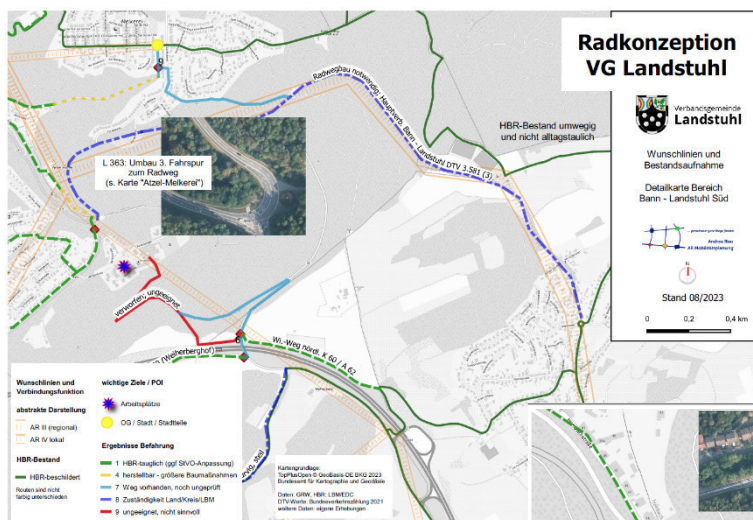 Melkerei
Radkonzeption
VG Landstuhl
Verbandsgemeinde
Landstuhl
Wunschlinien und
Bestandsaufnahme
Detailkarte Bereich
Bann - Landstuhl Süd
Stand 08/2023
0 0,2 0,4 km
Radwegbau notwendig: Hauptverb. Bann - Landstuhl DTV 3.581 (3)
HBR-Bestand umwegig
und nicht alltagstauglich
L 363: Umbau 3. Fahrspur
zum Radweg
(s. Karte "Atzel-Melkerei")
verworfen, ungeeignet
6
Wi.-Weg nördl. K 60 / A 62
(Weiherberghof)
steil
Wunschlinien und
Verbindungsfunktion
abstrakte Darstellung
AR III (regional)
AR IV lokal
HBR-Bestand
HBR-beschildert
Routen sind nicht
farbig unterschieden
wichtige Ziele / POI
Arbeitsplätze
OG / Stadt / Stadtteile
Ergebnisse Befahrung
1 HBR-tauglich (ggf StVO-Anpassung)
4 herstellbar - größere Baumaßnahmen
7 Weg vorhanden, noch ungeprüft
8 Zuständigkeit Land/Kreis/LBM
9 ungeeignet, nicht sinnvoll
Kartengrundlage:
TopPlusOpen © GeoBasis-DE BKG 2023
Bundesamt für Kartographie und Geodäsie
Daten: GRW, HBR: LBM/EDC
DTV-Werte: Bundesverkehrszählung 2021
weitere Daten: eigene Erhebungen